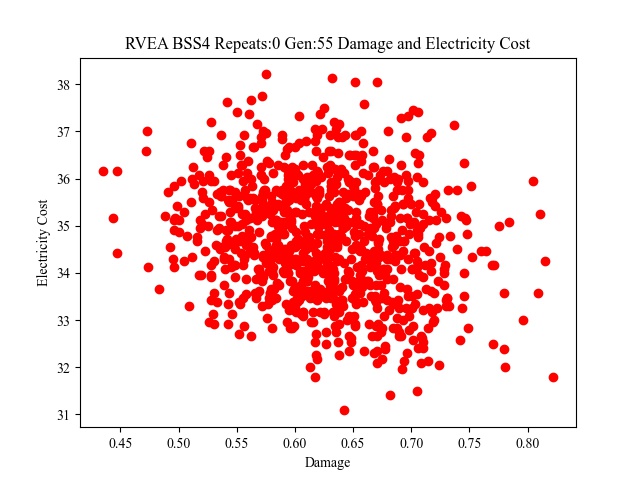 RVEA BSS4 Repeats:0 Gen:55 Damage and Electricity Cost
38
37
36
35
34
33
32
31
Electricity Cost
0.45 0.50 0.55 0.60 0.65 0.70 0.75 0.80
Damage